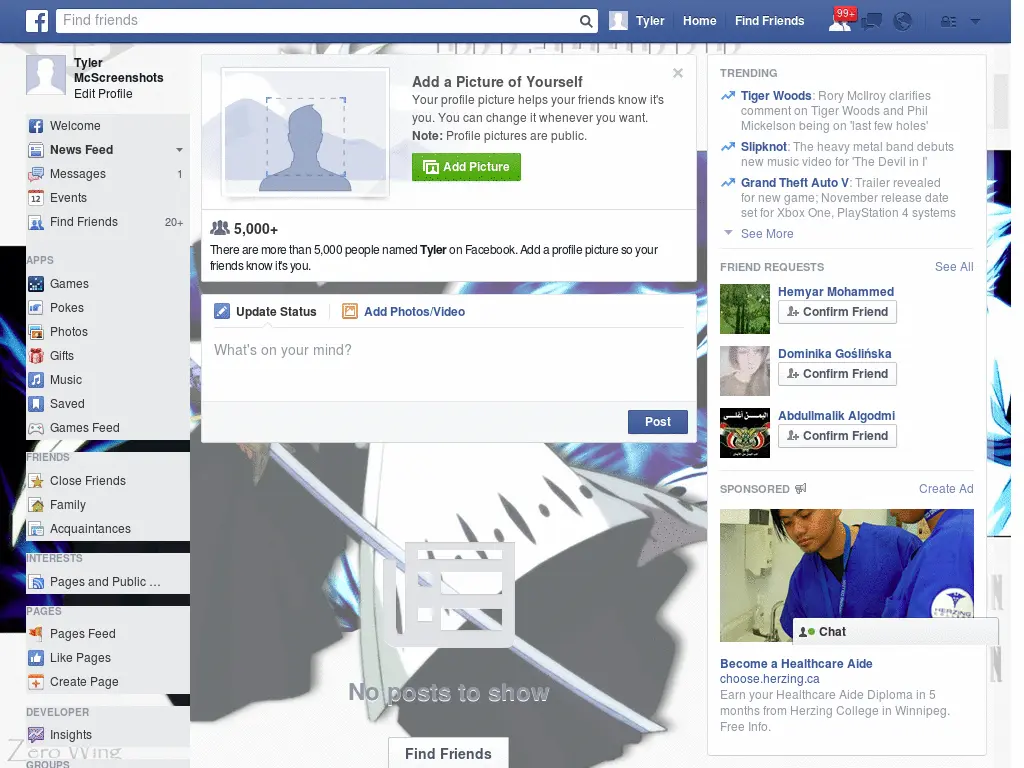 Find friends
Tyler
Home
Find Friends
99+
Tyler
McScreenshots
Edit Profile
Welcome
News Feed
Messages
1
12
Events
Find Friends
20+
APPS
Games
Pokes
Photos
Gifts
Music
Saved
Games Feed
FRIENDS
Close Friends
Family
Acquaintances
INTERESTS
Pages and Public ...
PAGES
Pages Feed
Like Pages
Create Page
DEVELOPER
Insights
Zero Wing
GROUPS
Add a Picture of Yourself
Your profile picture helps your friends know it's
you. You can change it whenever you want.
Note: Profile pictures are public.
Add Picture
5,000+
There are more than 5,000 people named Tyler on Facebook. Add a profile picture so your
friends know it's you.
Update Status
Add Photos/Video
What's on your mind?
Post
No posts to show
Find Friends
TRENDING
Tiger Woods: Rory McIlroy clarifies
comment on Tiger Woods and Phil
Mickelson being on 'last few holes'
Slipknot: The heavy metal band debuts
new music video for 'The Devil in I'
Grand Theft Auto V: Trailer revealed
for new game; November release date
set for Xbox One, PlayStation 4 systems
See More
FRIEND REQUESTS
See All
Hemyar Mohammed
Confirm Friend
Dominika Goślińska
Confirm Friend
Abdullmalik Algodmi
Confirm Friend
SPONSORED
Create Ad
HERZING
Chat
Become a Healthcare Aide
choose.herzing.ca
Earn your Healthcare Aide Diploma in 5
months from Herzing College in Winnipeg.
Free Info.